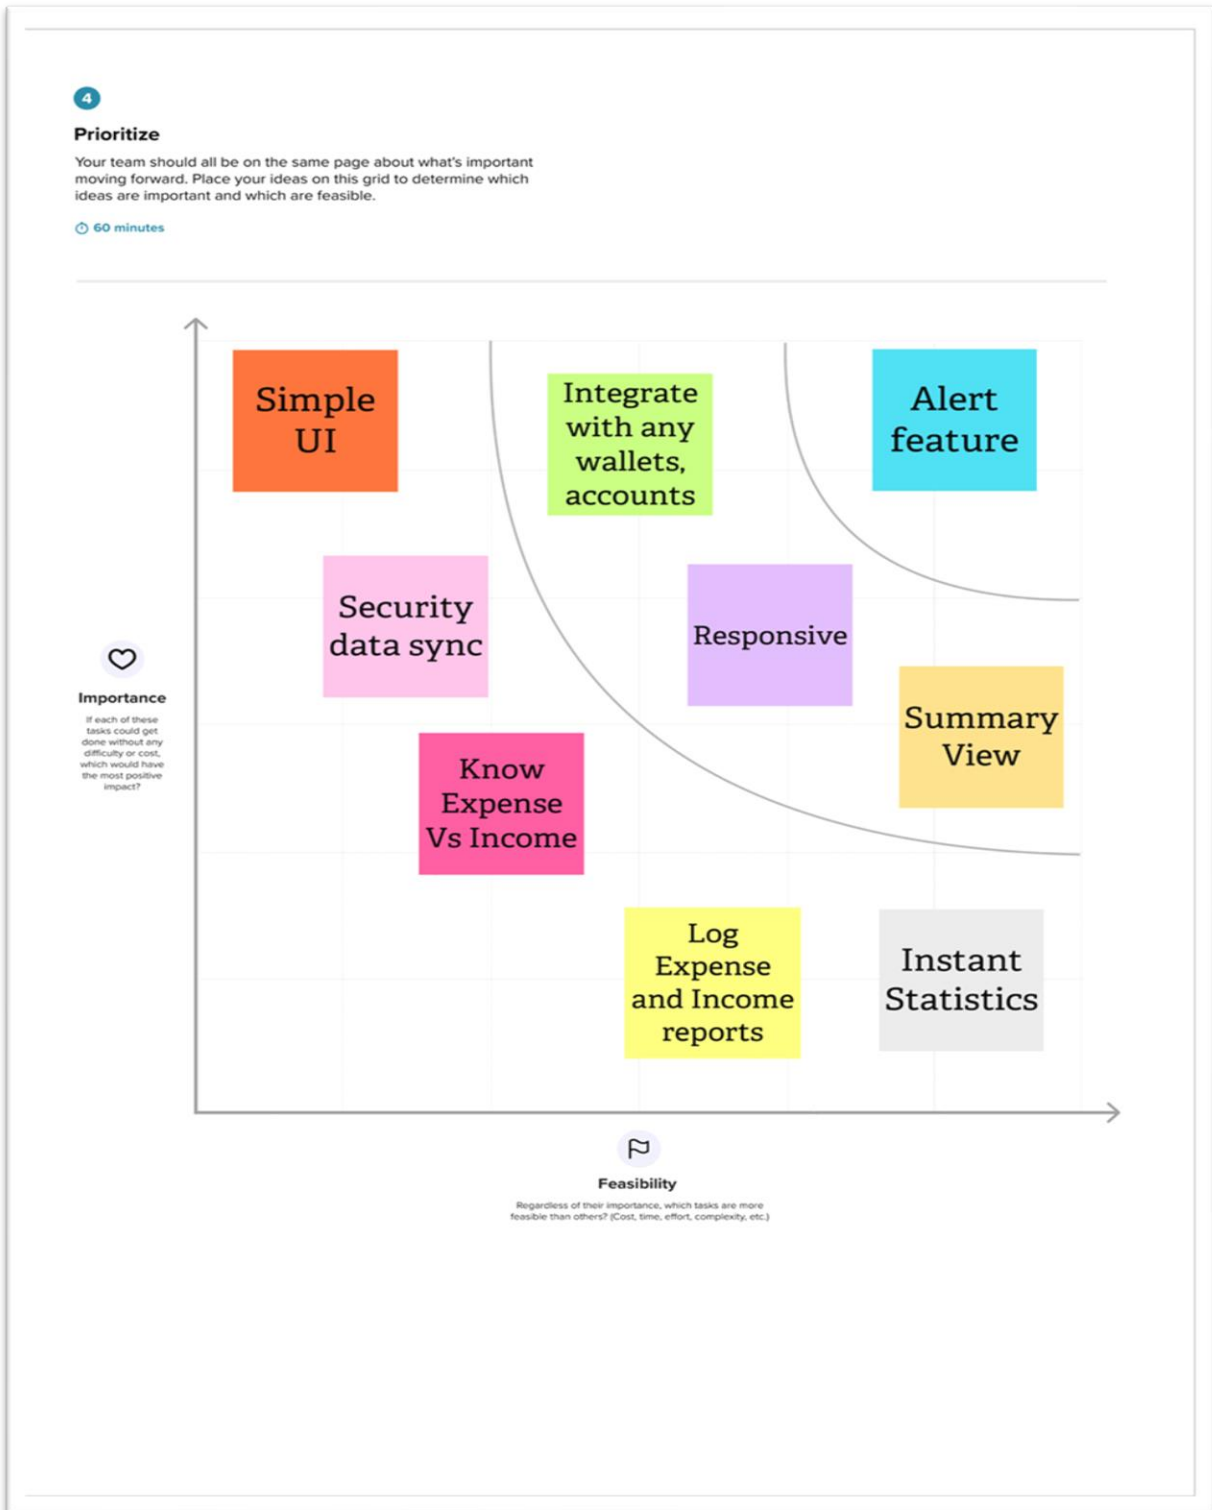 4
Prioritize
Your team should all be on the same page about what's important
moving forward. Place your ideas on this grid to determine which
ideas are important and which are feasible.
60 minutes
Simple
UI
Integrate
with any
wallets,
accounts
Alert
feature
Security
data sync
Responsive
Summary
View
Know
Expense
Vs Income
Log
Expense
and Income
reports
Instant
Statistics
Importance
If each of these
tasks could get
done without any
difficulty or cost,
which would have
the most positive
impact?
Feasibility
Regardless of their importance, which tasks are more
feasible than others? (Cost, time, effort, complexity, etc.)